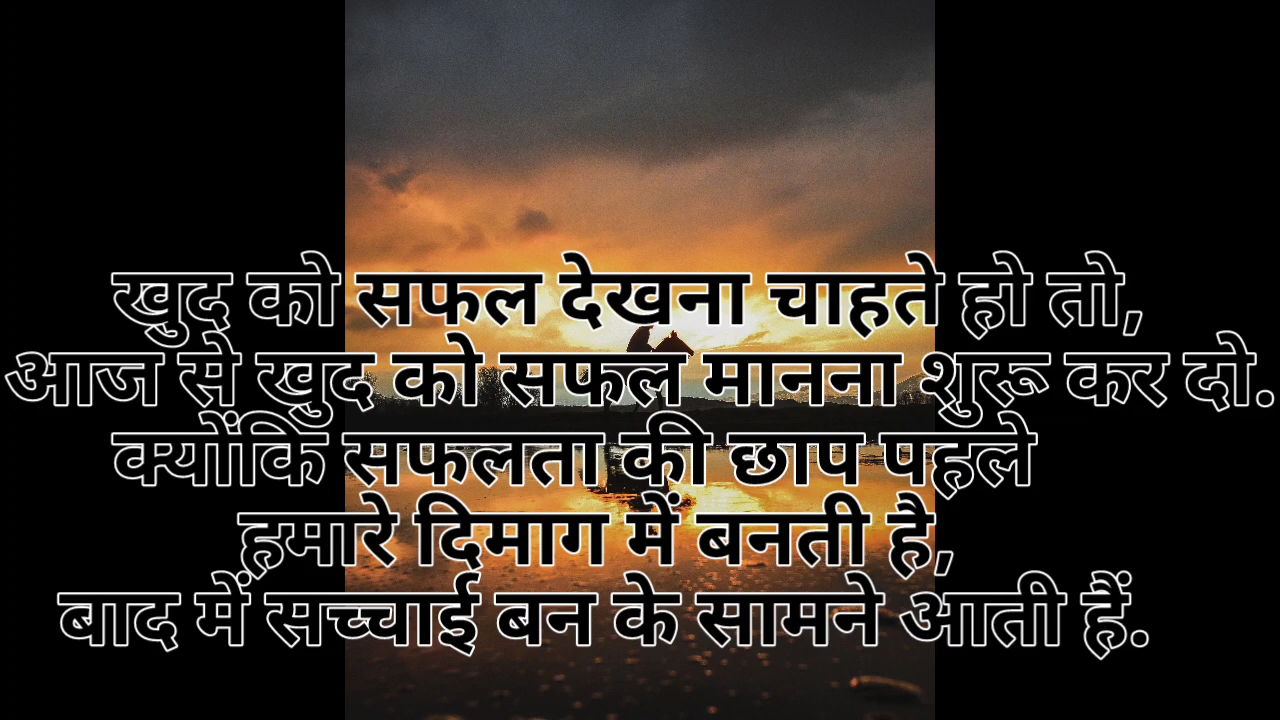 खुद को सफल देखना चाहते हो तो,
आज से खुद को सफल मानना शुरू कर दो.
क्योंकि सफलता की छाप पहले
हमारे दिमाग में बनती है,
बाद में सच्चाई बन के सामने आती हैं.